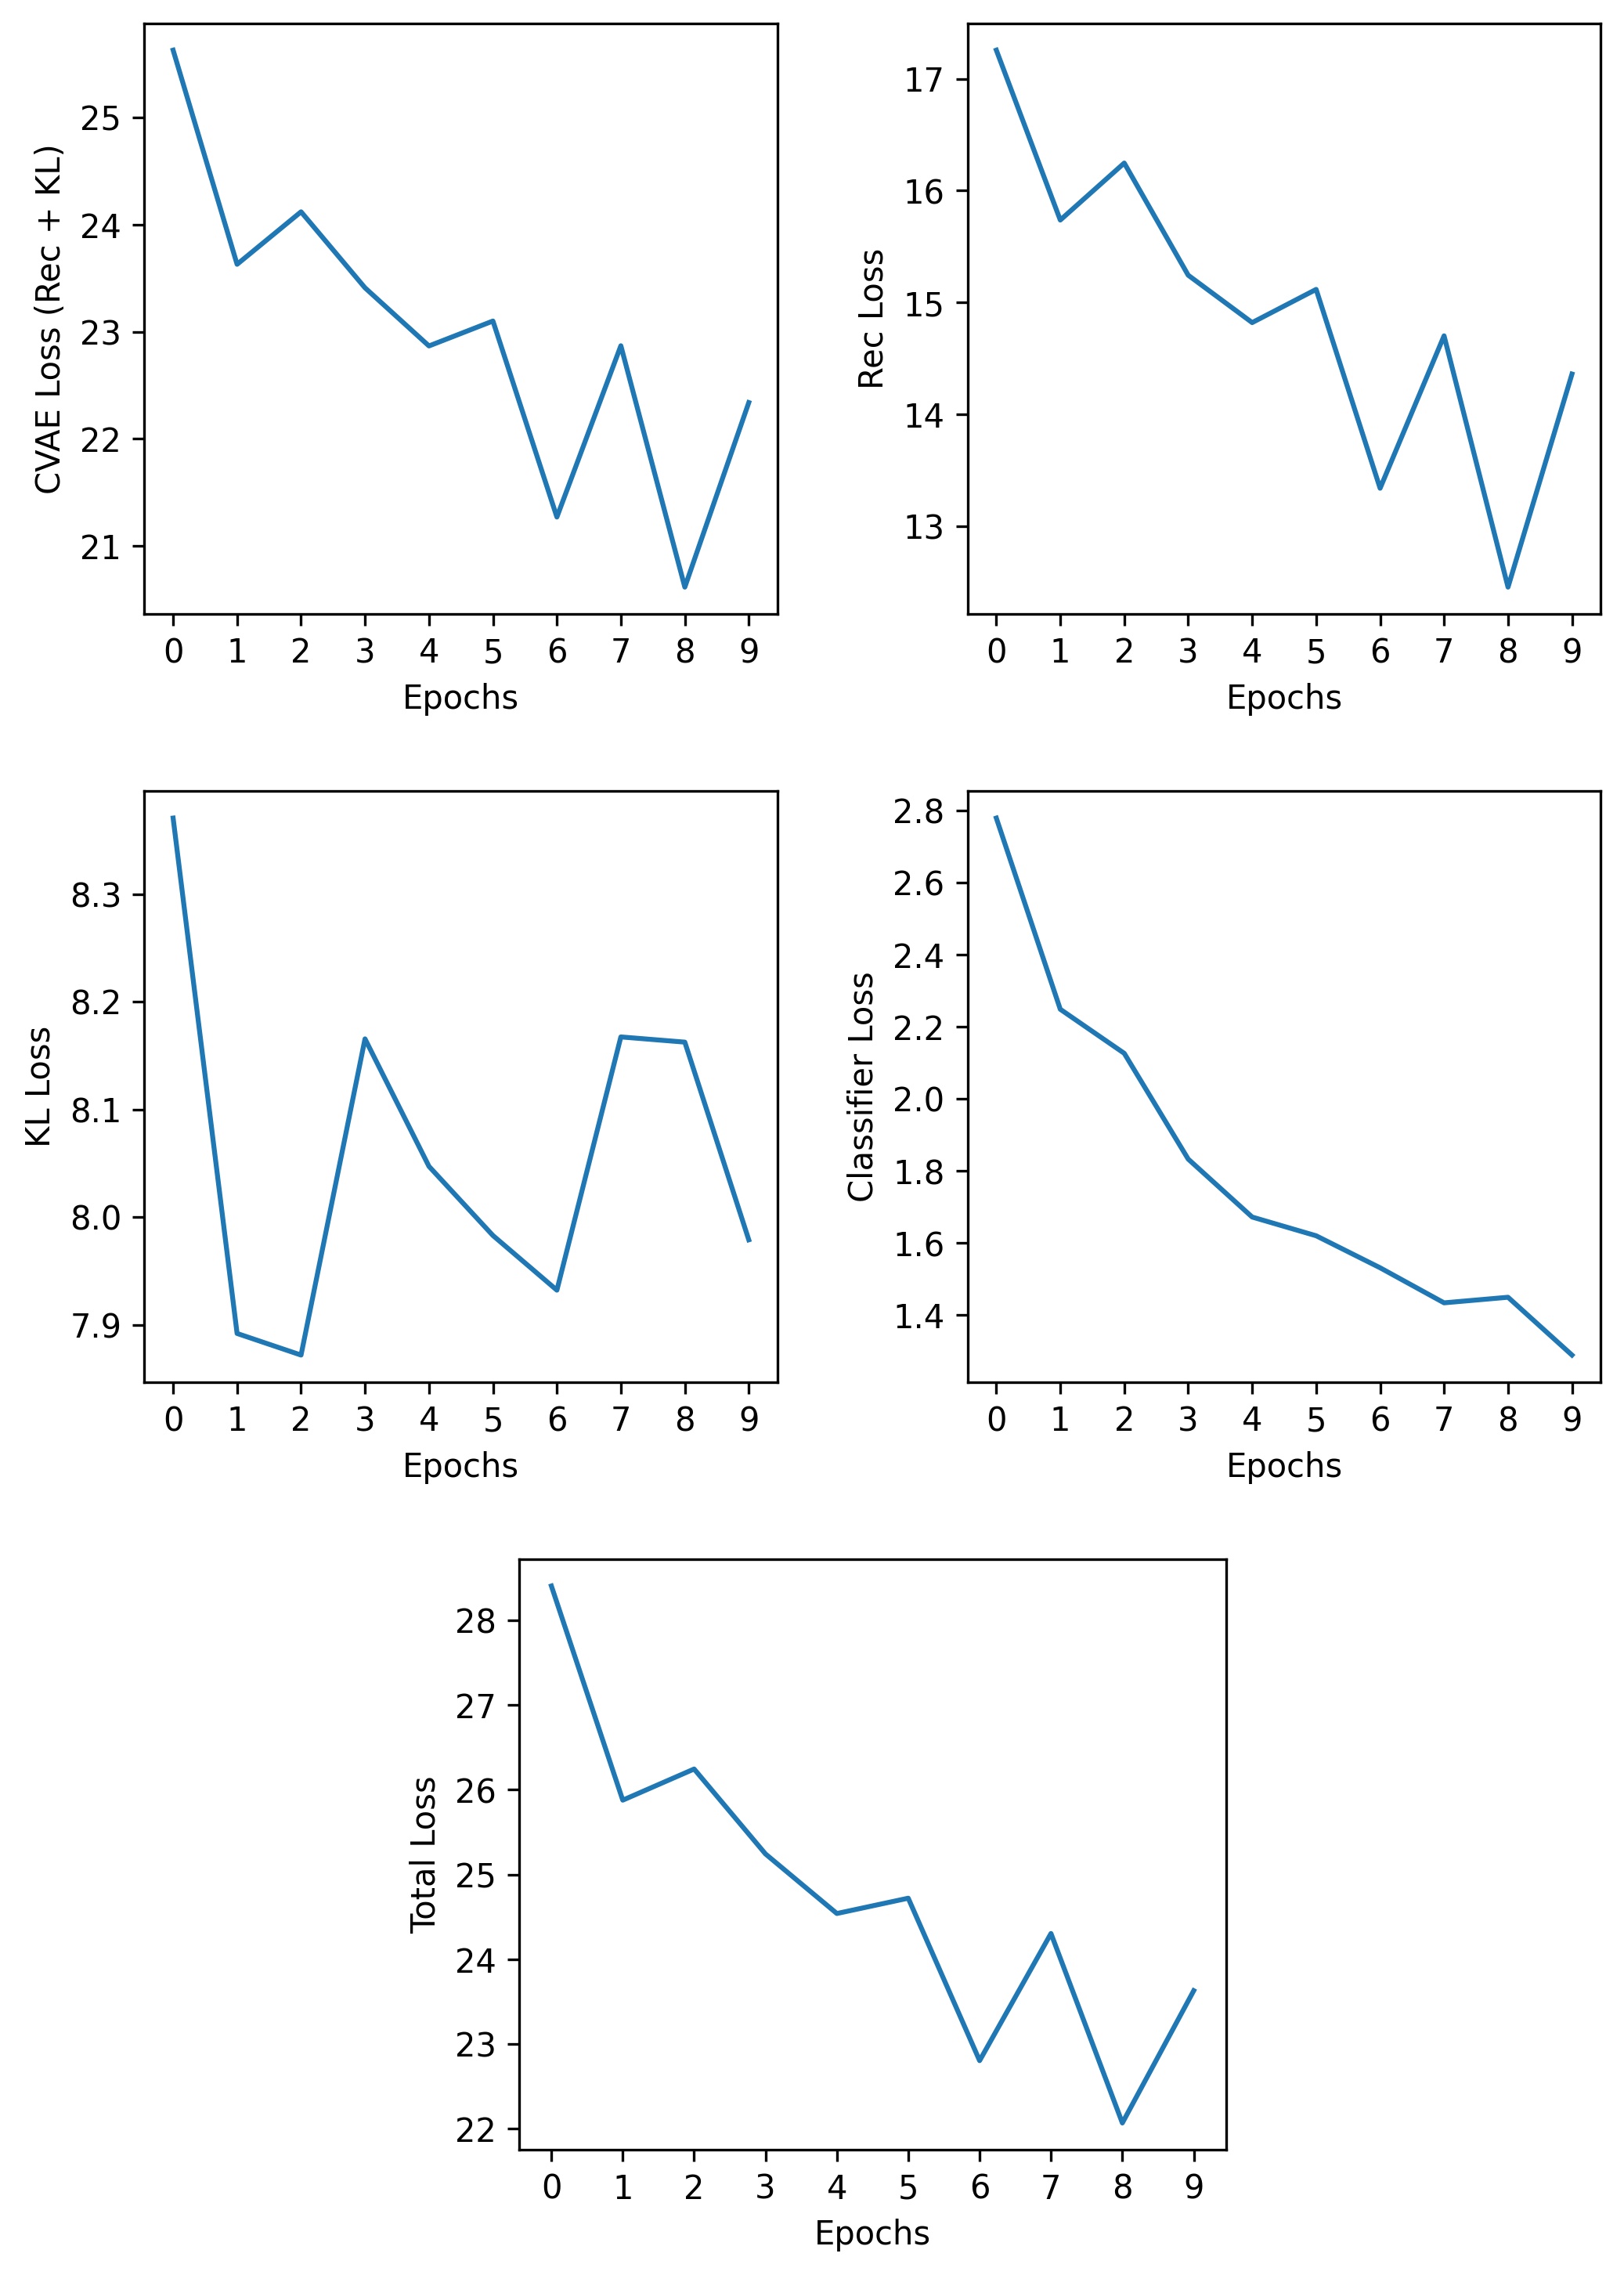 CVAE Loss (Rec + KL)
25
24
23
22
21
0 1 2 3 4 5 6 7 8 9
Epochs
Rec Loss
17
16
15
14
13
0 1 2 3 4 5 6 7 8 9
Epochs
KL Loss
8.3
8.2
8.1
8.0
7.9
0 1 2 3 4 5 6 7 8 9
Epochs
Classifier Loss
2.8
2.6
2.4
2.2
2.0
1.8
1.6
1.4
0 1 2 3 4 5 6 7 8 9
Epochs
Total Loss
28
27
26
25
24
23
22
0 1 2 3 4 5 6 7 8 9
Epochs